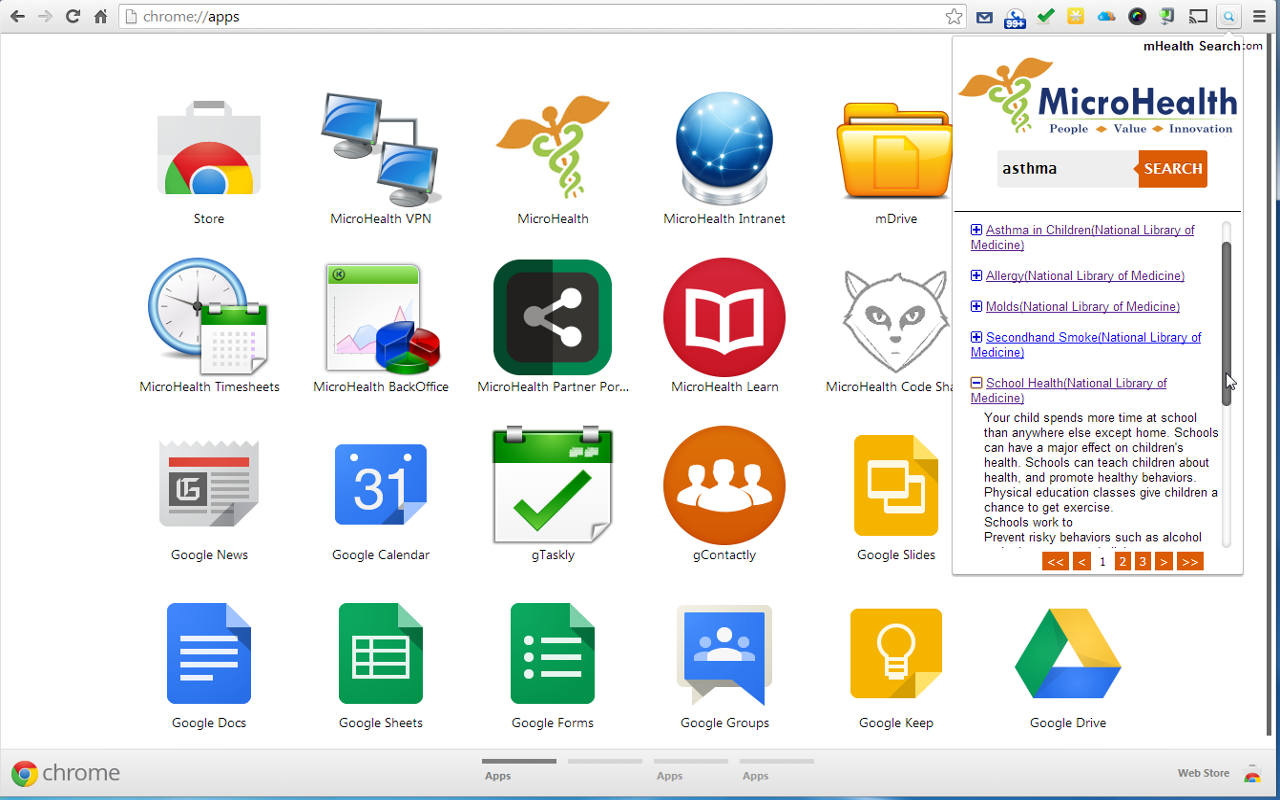 chrome://apps
99+
mHealth Search
MicroHealth
People Value Innovation
asthma
SEARCH
Asthma in Children(National Library of
Medicine)
Allergy(National Library of Medicine)
Molds(National Library of Medicine)
Secondhand Smoke(National Library of
Medicine)
School Health(National Library of
Medicine)
Your child spends more time at school
than anywhere else except home. Schools
can have a major effect on children's
health. Schools can teach children about
health, and promote healthy behaviors.
Physical education classes give children a
chance to get exercise.
Schools work to
Prevent risky behaviors such as alcohol
<< < 1 2 3 > >>
Store
MicroHealth VPN
MicroHealth
MicroHealth Intranet
mDrive
MicroHealth Timesheets
MicroHealth BackOffice
MicroHealth Partner Por...
MicroHealth Learn
MicroHealth Code Sha
Google News
31
Google Calendar
gTaskly
gContactly
Google Slides
Google Docs
Google Sheets
Google Forms
Google Groups
Google Keep
Google Drive
chrome
Apps
Apps
Apps
Web Store